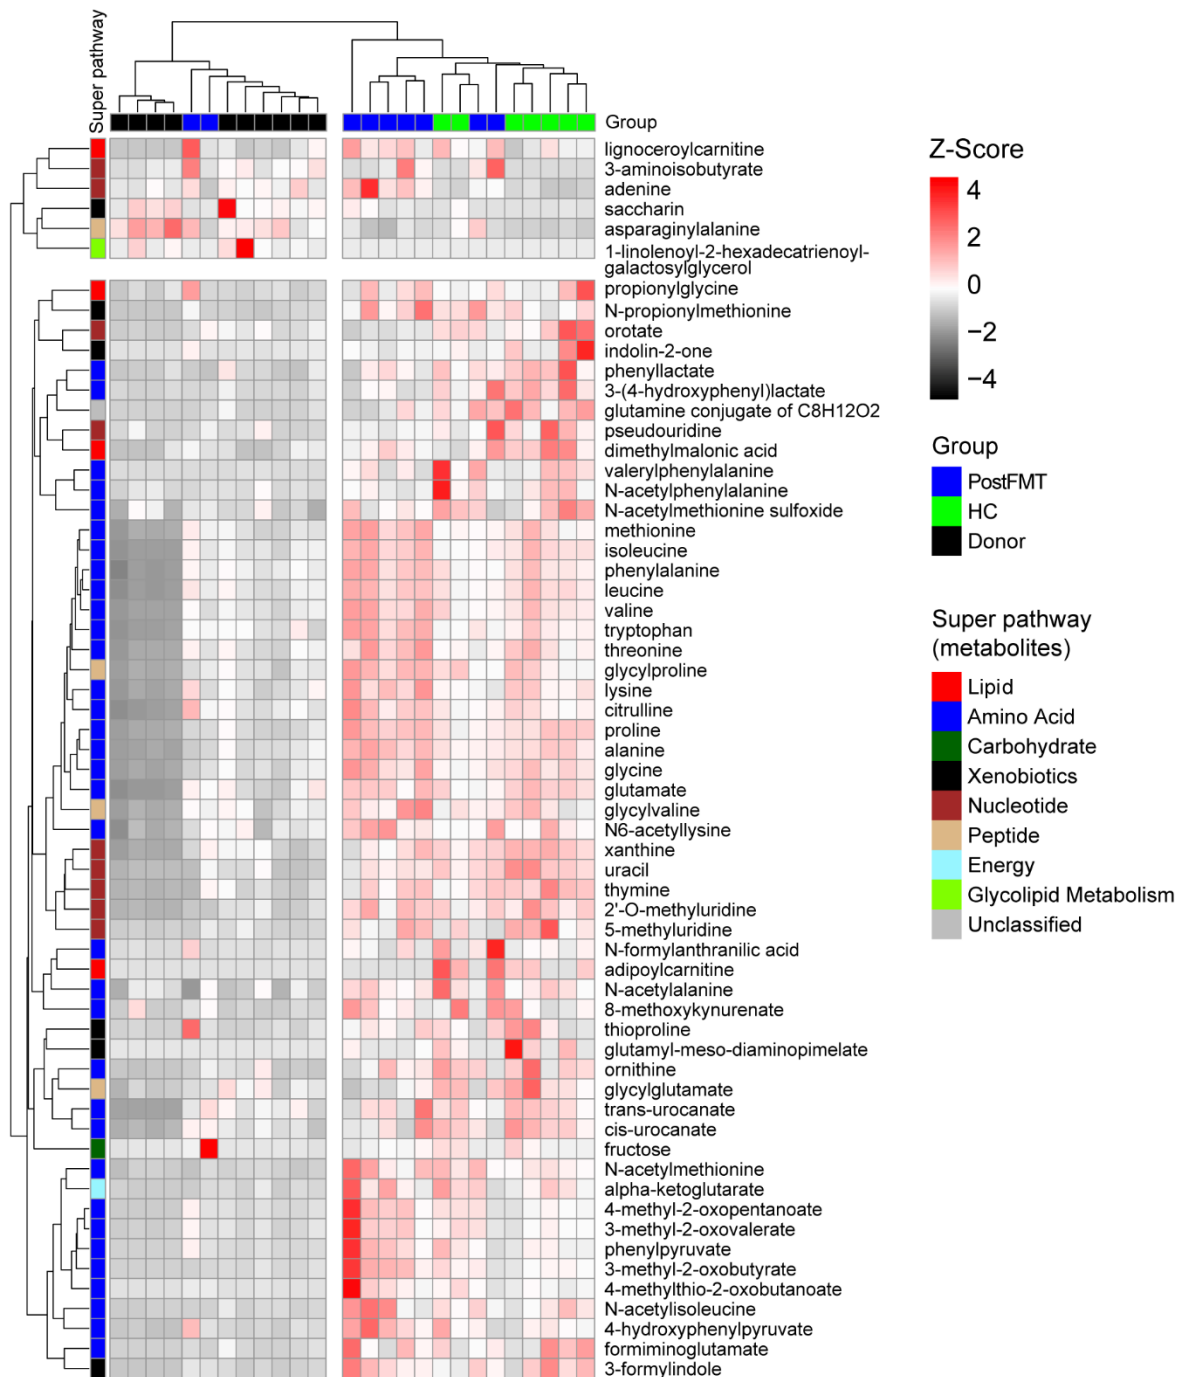 Super pathway
Group
lignoceroylcarnitine
3-aminoisobutyrate
adenine
saccharin
asparaginylalanine
1-linolenoyl-2-hexadecatrienoyl-
galactosylglycerol
propionylglycine
N-propionylmethionine
orotate
indolin-2-one
phenyllactate
3-(4-hydroxyphenyl)lactate
glutamine conjugate of C8H12O2
pseudouridine
dimethylmalonic acid
valerylphenylalanine
N-acetylphenylalanine
N-acetylmethionine sulfoxide
methionine
isoleucine
phenylalanine
leucine
valine
tryptophan
threonine
glycylproline
lysine
citrulline
proline
alanine
glycine
glutamate
glycylvaline
N6-acetyllysine
xanthine
uracil
thymine
2'-O-methyluridine
5-methyluridine
N-formylanthranilic acid
adipoylcarnitine
N-acetylalanine
8-methoxykynurenate
thioproline
glutamyl-meso-diaminopimelate
ornithine
glycylglutamate
trans-urocanate
cis-urocanate
fructose
N-acetylmethionine
alpha-ketoglutarate
4-methyl-2-oxopentanoate
3-methyl-2-oxovalerate
phenylpyruvate
3-methyl-2-oxobutyrate
4-methylthio-2-oxobutanoate
N-acetylisoleucine
4-hydroxyphenylpyruvate
formiminoglutamate
3-formylindole
Z-Score
4
2
0
−2
−4
Group
PostFMT
HC
Donor
Super pathway
(metabolites)
Lipid
Amino Acid
Carbohydrate
Xenobiotics
Nucleotide
Peptide
Energy
Glycolipid Metabolism
Unclassified